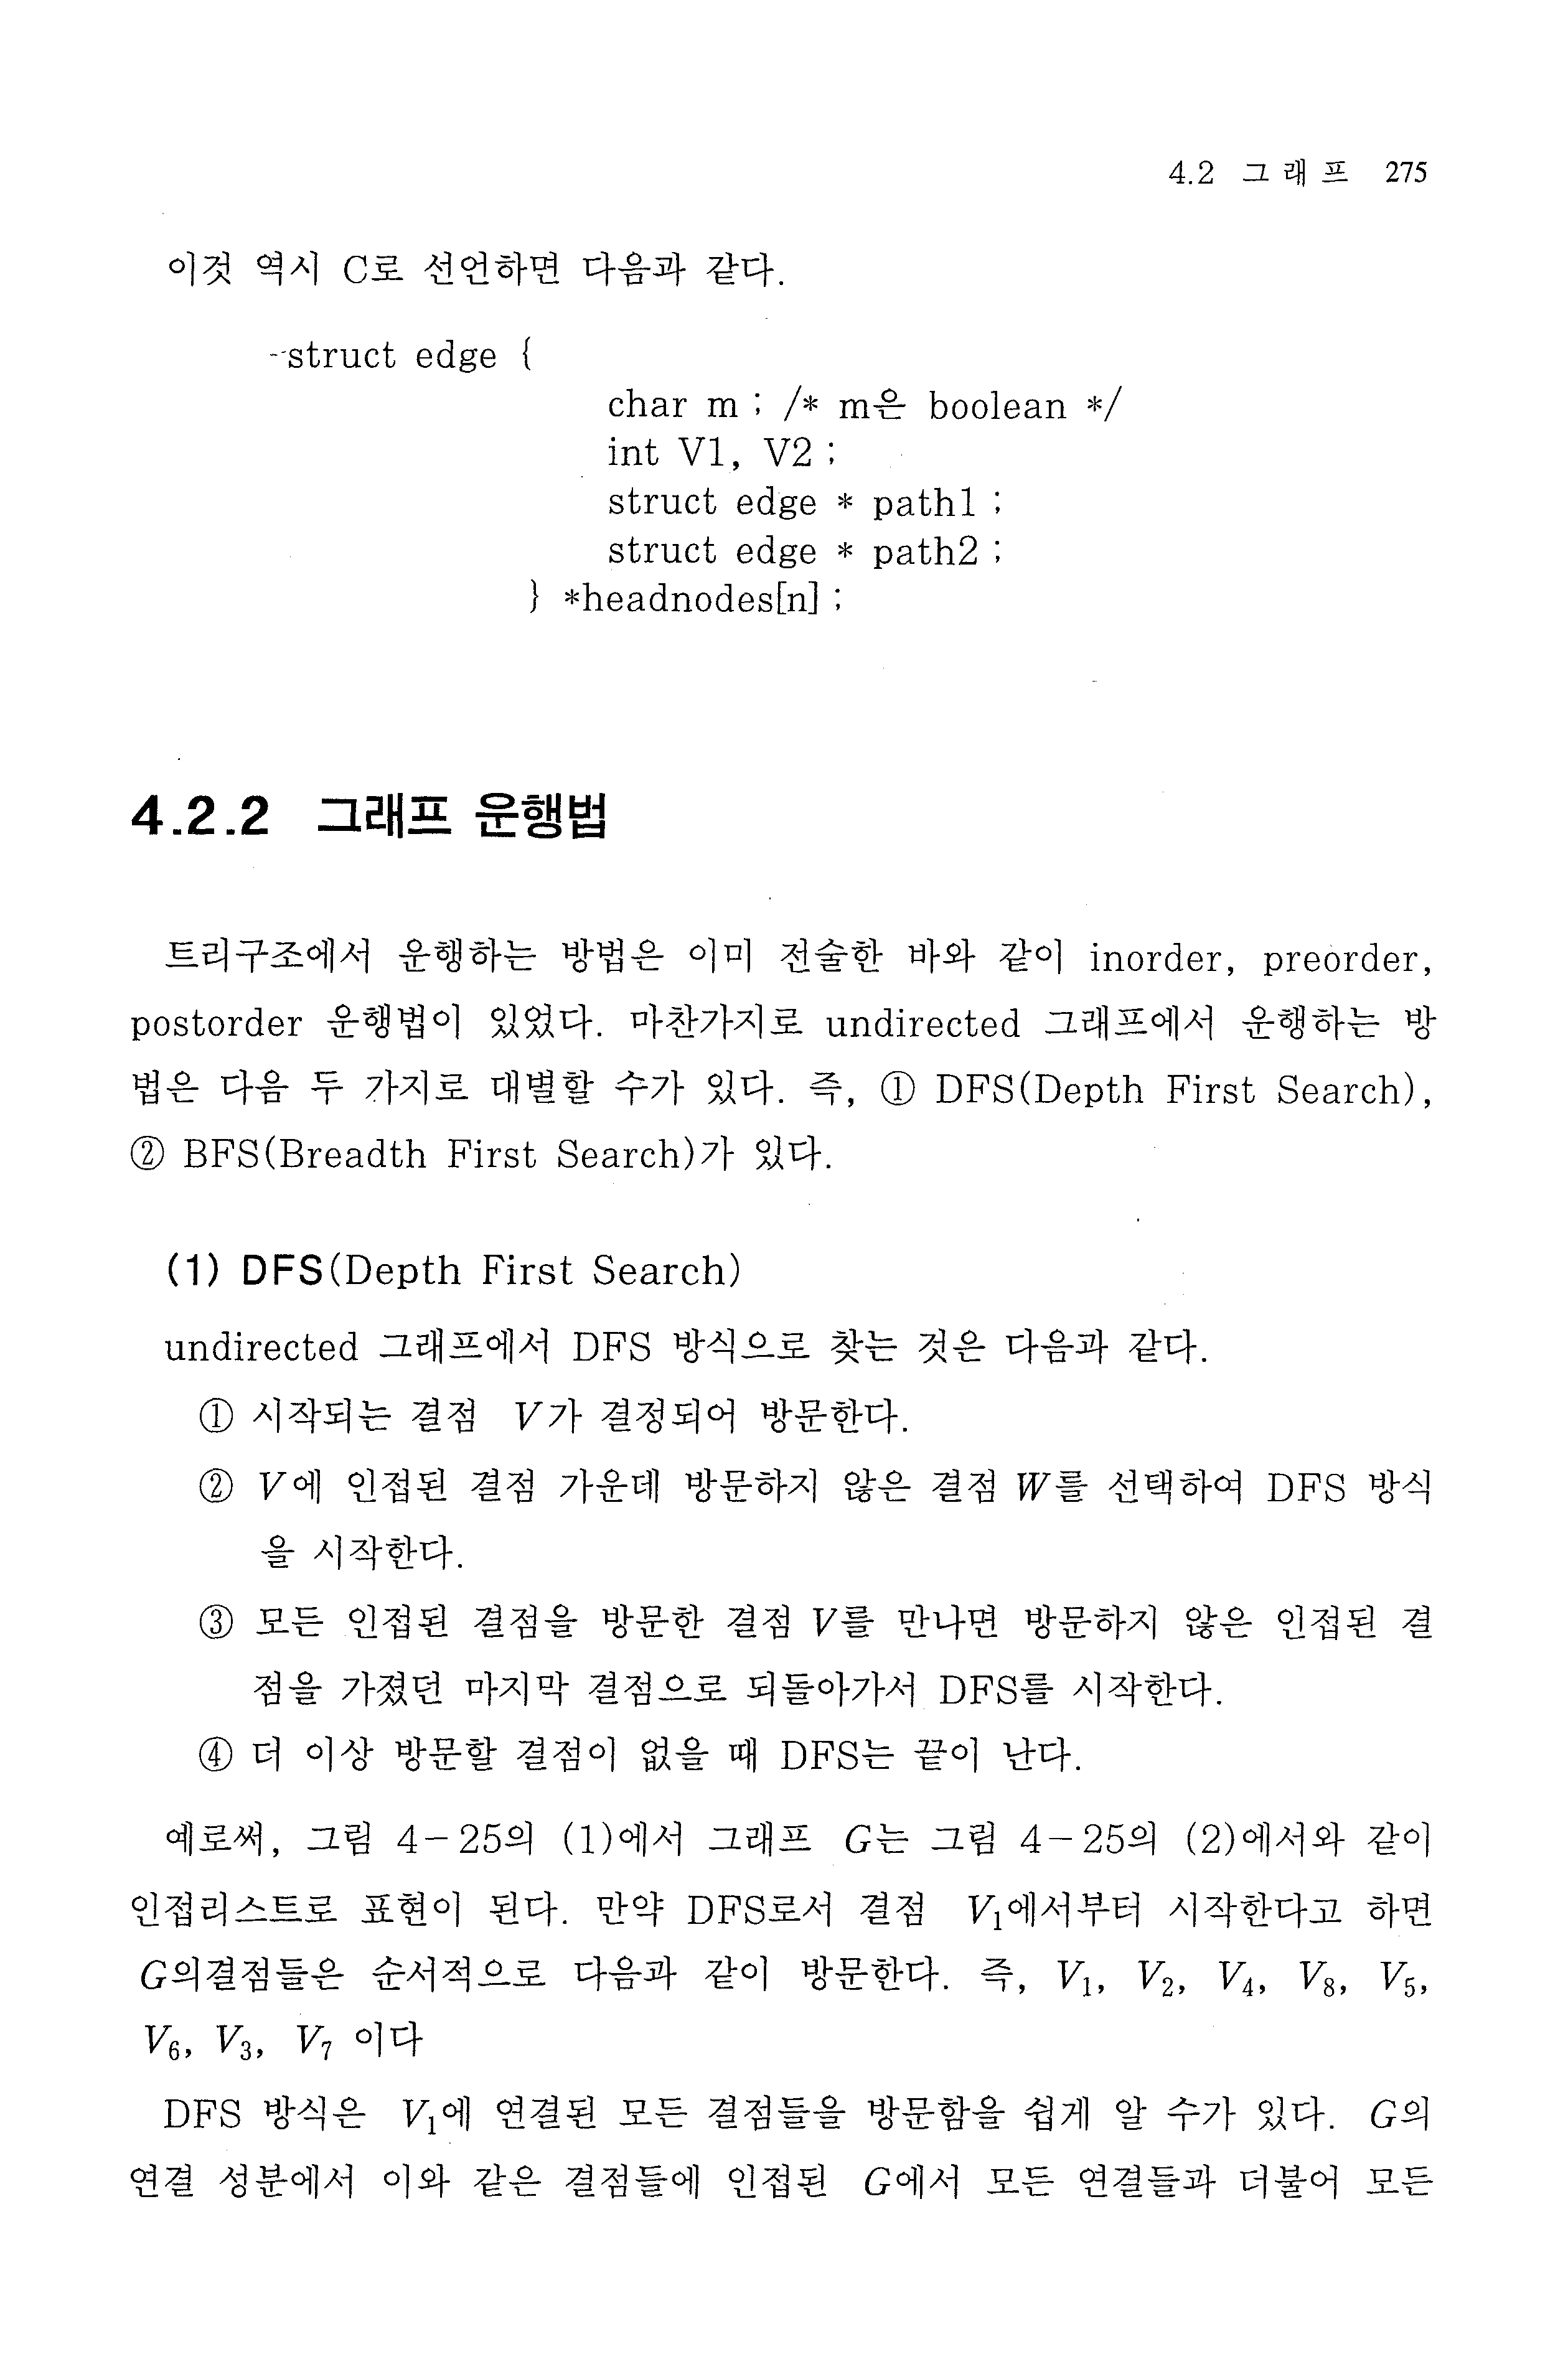 4.2 그 래 프 275
이것 역시 C로 선언하면 다음과 같다.
struct edge {
char m ; /* m은 boolean */
int V1, V2 ;
struct edge * path1 ;
struct edge * path2 ;
} *headnodes[n] ;
4.2.2 그래프 운행법
트리구조에서 운행하는 방법은 이미 전술한 바와 같이 inorder, preorder,
postorder 운행법이 있었다. 마찬가지로 undirected 그래프에서 운행하는 방
법은 다음 두 가지로 대별할 수가 있다. 즉, ① DFS(Depth First Search),
② BFS(Breadth First Search)가 있다.
(1) DFS(Depth First Search)
undirected 그래프에서 DFS 방식으로 찾는 것은 다음과 같다.
① 시작되는 결점 V가 결정되어 방문한다.
② V에 인접된 결점 가운데 방문하지 않은 결점 W를 선택하여 DFS 방식
을 시작한다.
③ 모든 인접된 결점을 방문한 결점 V를 만나면 방문하지 않은 인접된 결
점을 가졌던 마지막 결점으로 되돌아가서 DFS를 시작한다.
④ 더 이상 방문할 결점이 없을 때 DFS는 끝이 난다.
예로써, 그림 4-25의 (1)에서 그래프 G는 그림 4-25의 (2)에서와 같이
인접리스트로 표현이 된다. 만약 DFS로서 결점 V₁에서부터 시작한다고 하면
G의결점들은 순서적으로 다음과 같이 방문한다. 즉, V₁, V₂, V₄, V₈, V₅,
V₆, V₃, V₇ 이다
DFS 방식은 V₁에 연결된 모든 결점들을 방문함을 쉽게 알 수가 있다. G의
연결 성분에서 이와 같은 결점들에 인접된 G에서 모든 연결들과 더불어 모든